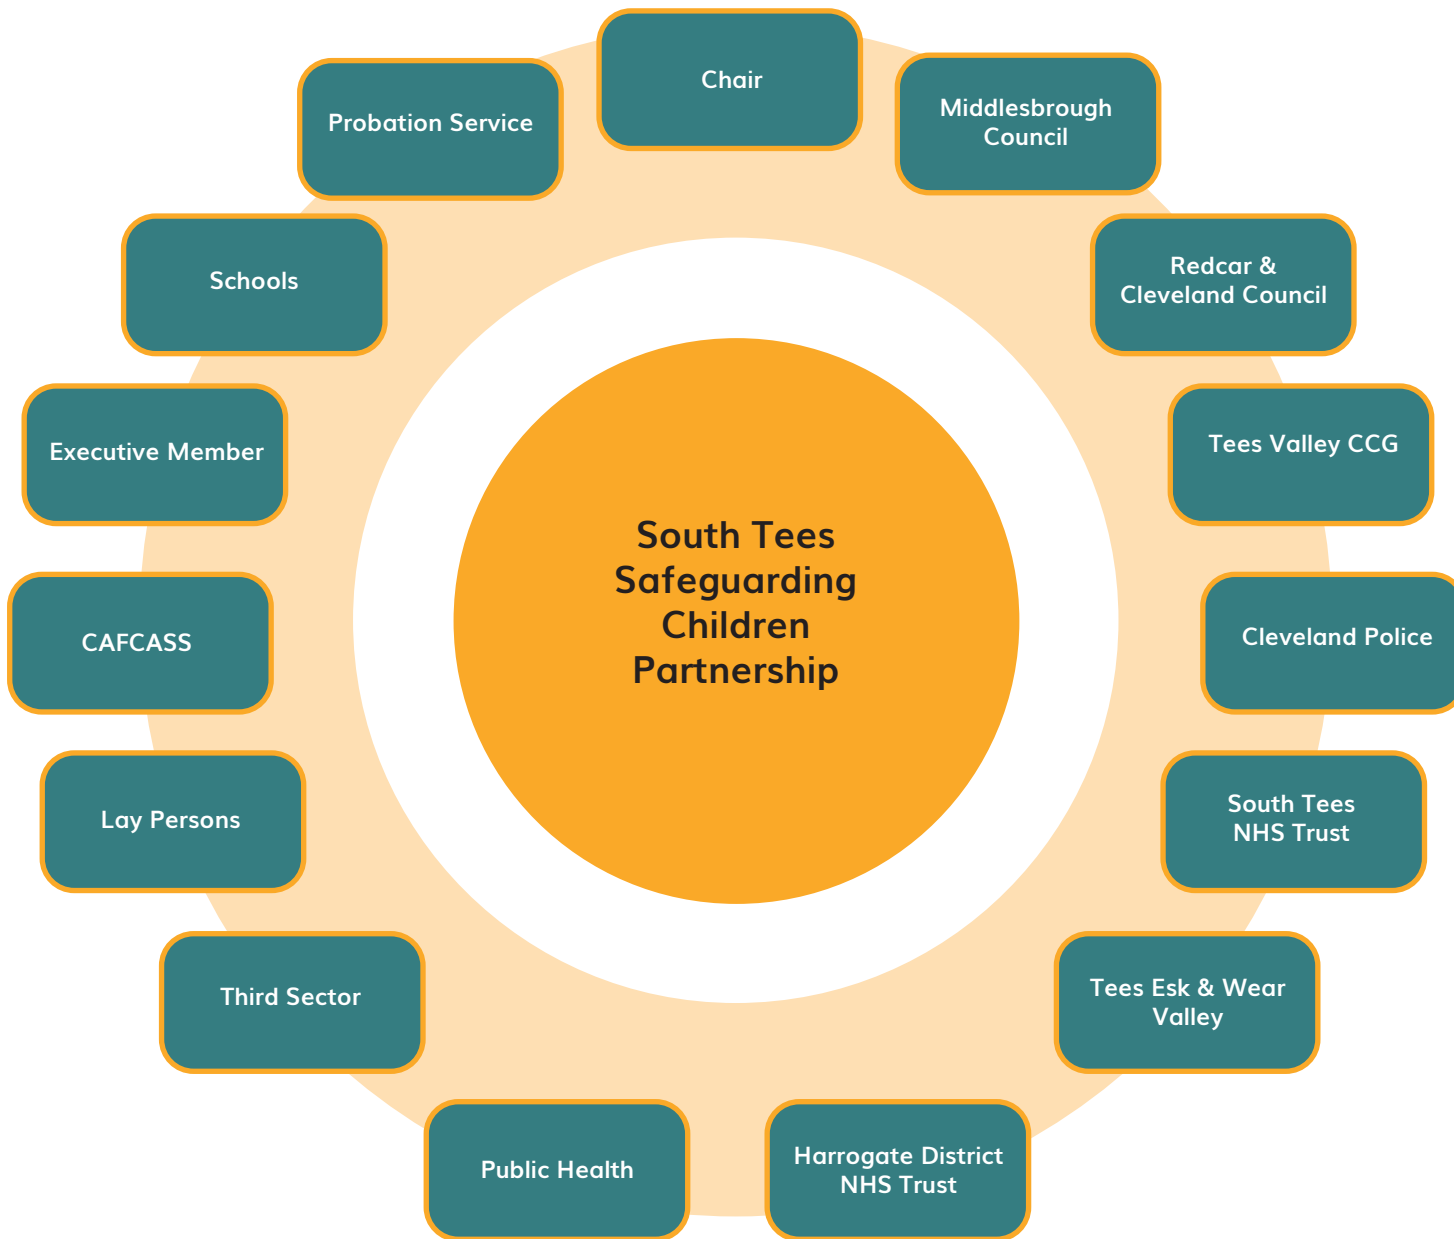 Chair
Middlesbrough
Council
Redcar &
Cleveland Council
Tees Valley CCG
Cleveland Police
South Tees
NHS Trust
Tees Esk & Wear
Valley
Harrogate District
NHS Trust
Public Health
Third Sector
Lay Persons
CAFCASS
Executive Member
Schools
Probation Service
South Tees
Safeguarding
Children
Partnership